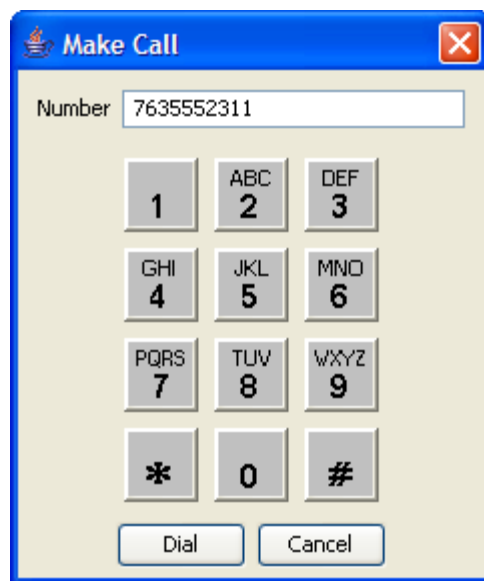 Make Call
Number 7635552311
ABC DEF
1 2 3
GHI JKL MNO
4 5 6
PQRS TUV WXYZ
7 8 9
* 0 #
Dial Cancel